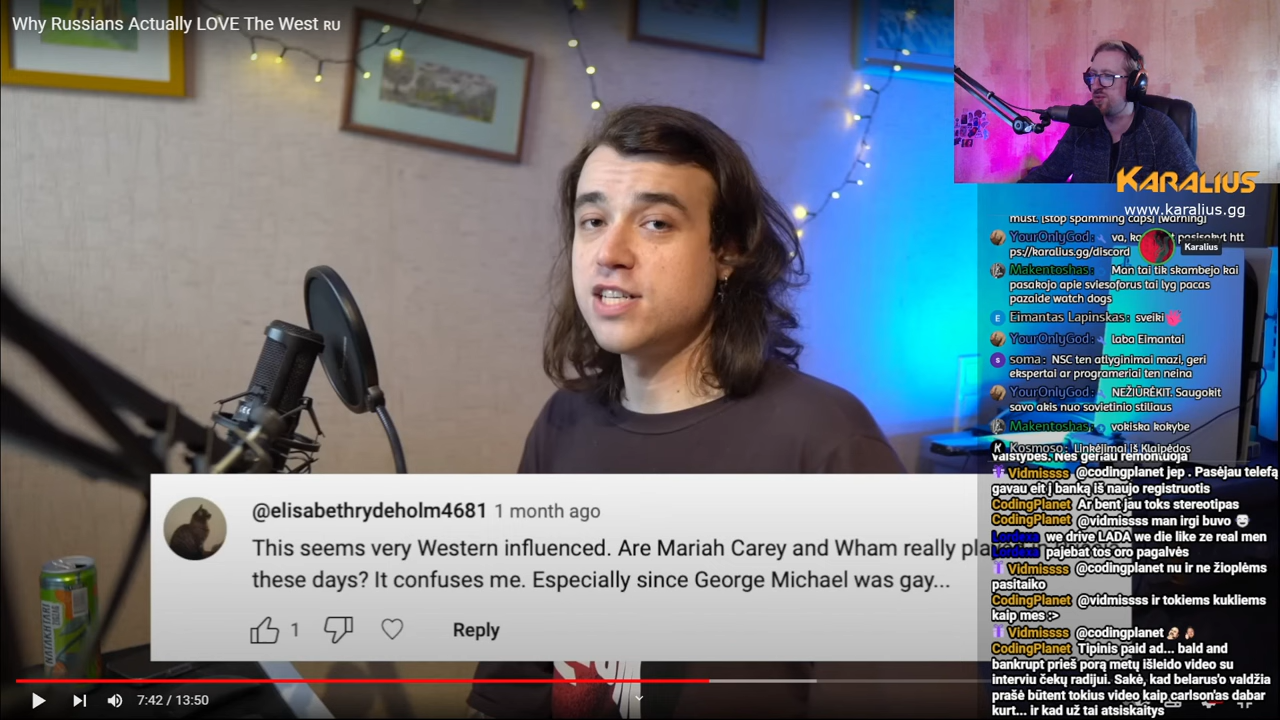 Why Russians Actually LOVE The West RU
KARALIUS
www.karalius.gg
must. [stop spamming caps] [warning]
YourOnlyGod: va, pasisakyt htt
ps://karalius.gg/discord
Karalius
Makentoshas: Man tai tik skambejo kai
pasakojo apie sviesoforus tai lyg pacas
pazaide watch dogs
E Eimantas Lapinskas: sveiki
YourOnlyGod: laba Eimantai
s soma: NSC ten atlyginimai mazi, geri
ekspertai ar programeriai ten neina
YourOnlyGod: NEŽIŪRĖKIT. Saugokit
savo akis nuo sovietinio stiliaus
Makentoshas: vokiska kokybe
K Kosmoso: Linkėjimai iš Klaipėdos
valstybės. Nes geriau remontuoja
Vidmissss @codingplanet jep . Pasėjau telefą
gavau eit į banką iš naujo registruotis
CodingPlanet Ar bent jau toks stereotipas
CodingPlanet @vidmissss man irgi buvo
Lordexa we drive LADA we die like ze real men
Lordexa pajebat tos oro pagalvės
Vidmissss @codingplanet nu ir ne žioplėms
pasitaiko
CodingPlanet @vidmissss ir tokiems kukliems
kaip mes :>
Vidmissss @codingplanet
CodingPlanet Tipinis paid ad... bald and
bankrupt prieš porą metų išleido video su
interviu čekų radijui. Sakė, kad belarus'o valdžia
prašė būtent tokius video kaip carlson'as dabar
kurt... ir kad už tai atsiskaitys
@elisabethrydeholm4681 1 month ago
This seems very Western influenced. Are Mariah Carey and Wham really pla
these days? It confuses me. Especially since George Michael was gay...
1 Reply
NATAKHTARI
7:42 / 13:50